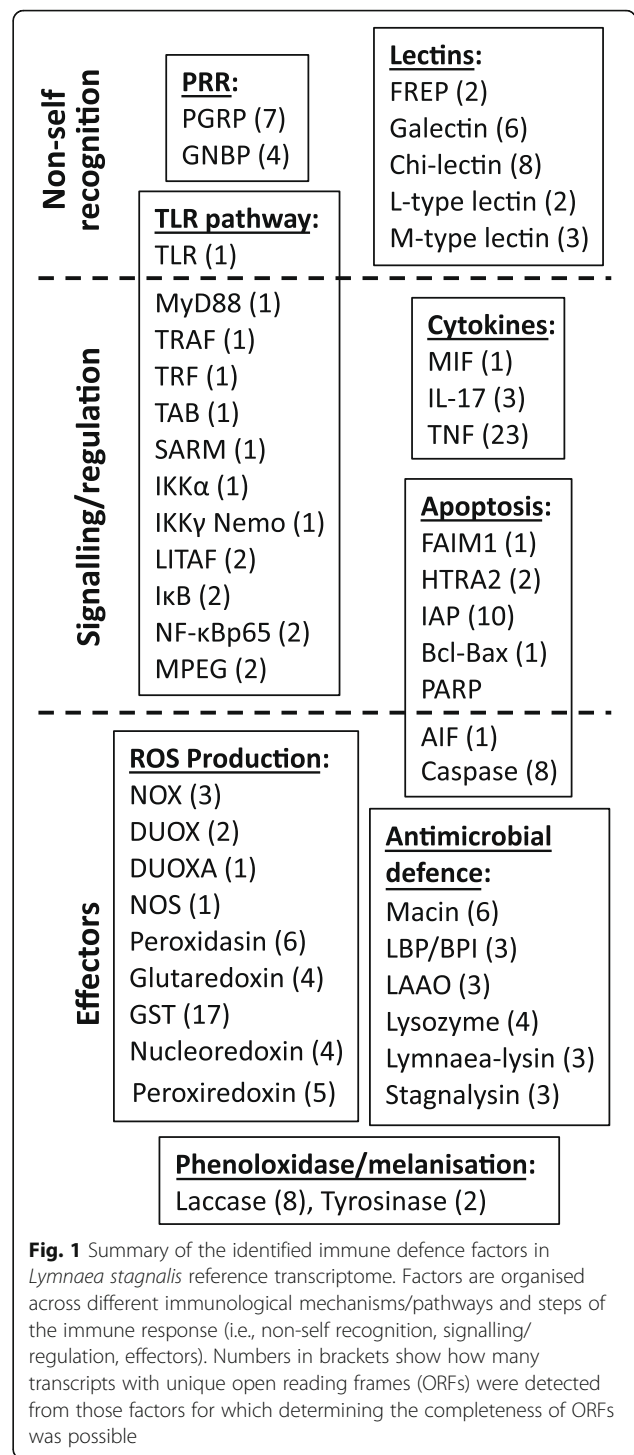 Non-self
recognition
PRR:
PGRP (7)
GNBP (4)
Lectins:
FREP (2)
Galectin (6)
Chi-lectin (8)
L-type lectin (2)
M-type lectin (3)
TLR pathway:
TLR (1)
Signalling/regulation
MyD88 (1)
TRAF (1)
TRF (1)
TAB (1)
SARM (1)
IKKα (1)
IKKγ Nemo (1)
LITAF (2)
IκB (2)
NF-κBp65 (2)
MPEG (2)
Cytokines:
MIF (1)
IL-17 (3)
TNF (23)
Apoptosis:
FAIM1 (1)
HTRA2 (2)
IAP (10)
Bcl-Bax (1)
PARP
AIF (1)
Caspase (8)
Effectors
ROS Production:
NOX (3)
DUOX (2)
DUOXA (1)
NOS (1)
Peroxidasin (6)
Glutaredoxin (4)
GST (17)
Nucleoredoxin (4)
Peroxiredoxin (5)
Antimicrobial
defence:
Macin (6)
LBP/BPI (3)
LAAO (3)
Lysozyme (4)
Lymnaea-lysin (3)
Stagnalysin (3)
Phenoloxidase/melanisation:
Laccase (8), Tyrosinase (2)
Fig. 1 Summary of the identified immune defence factors in
Lymnaea stagnalis reference transcriptome. Factors are organised
across different immunological mechanisms/pathways and steps of
the immune response (i.e., non-self recognition, signalling/
regulation, effectors). Numbers in brackets show how many
transcripts with unique open reading frames (ORFs) were detected
from those factors for which determining the completeness of ORFs
was possible